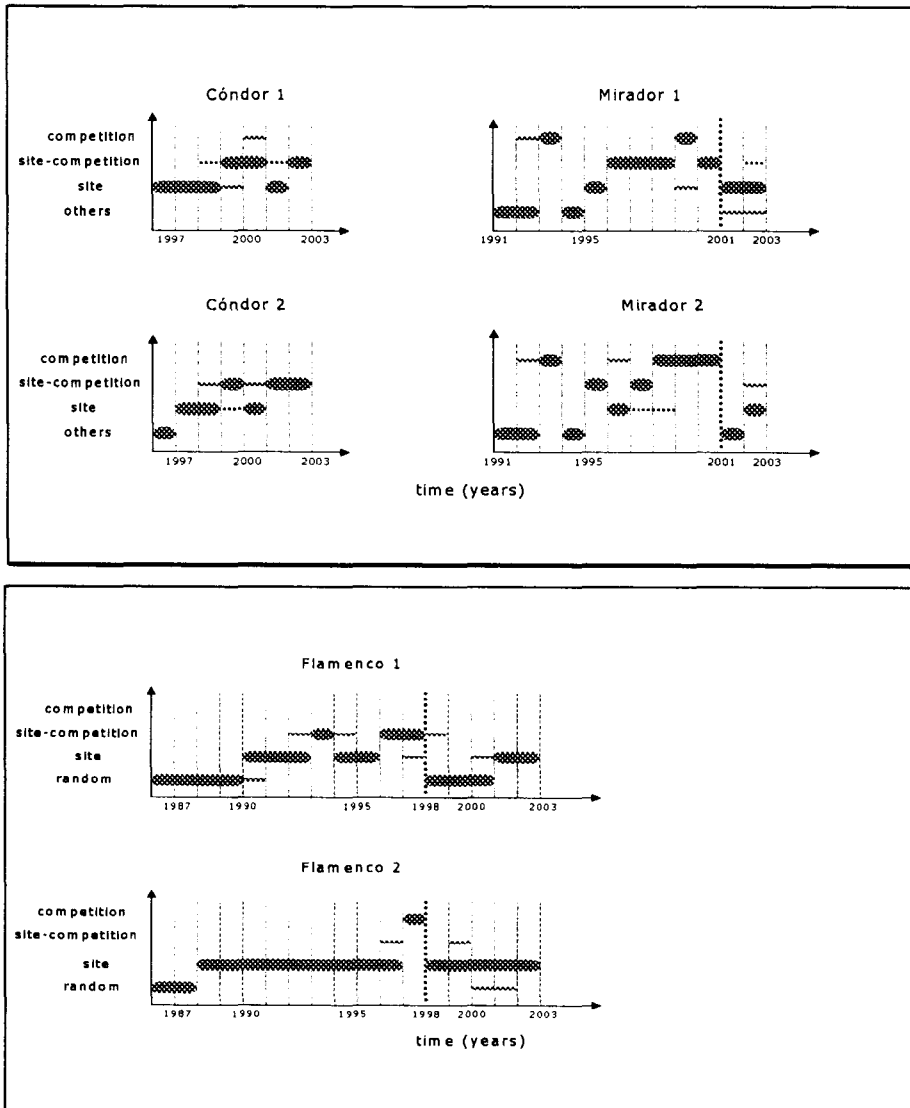 Cóndor 1
competition
site-competition
site
others
1997 2000 2003
Mirador 1
1991 1995 2001 2003
Cóndor 2
competition
site-competition
site
others
1997 2000 2003
Mirador 2
1991 1995 2001 2003
time (years)
Flamenco 1
competition
site-competition
site
random
1987 1990 1995 1998 2000 2003
Flamenco 2
competition
site-competition
site
random
1987 1990 1995 1998 2000 2003
time (years)